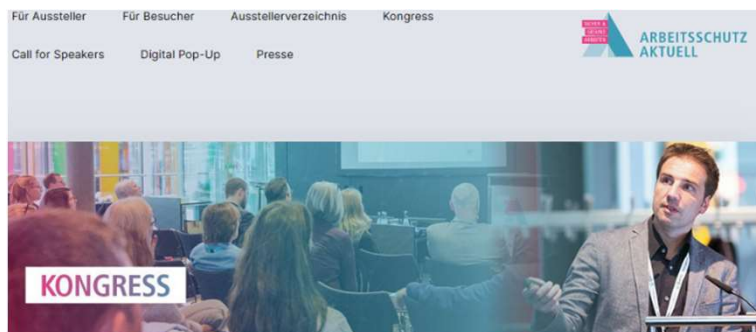 Für Aussteller Für Besucher Ausstellerverzeichnis Kongress
Call for Speakers Digital Pop-Up Presse
ARBEITSSCHUTZ
AKTUELL
KONGRESS